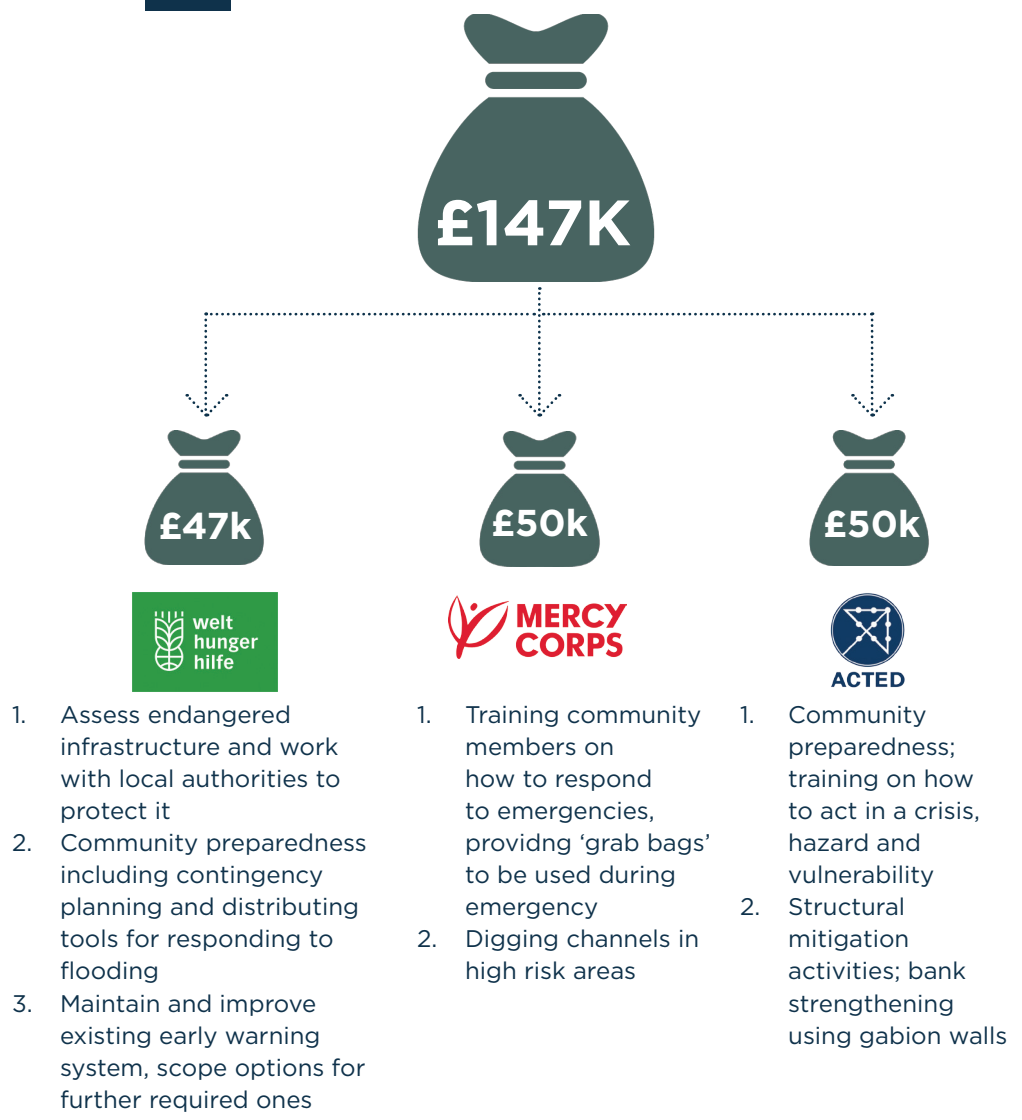 £147K
£47k
£50k
£50k
welt
hunger
hilfe
MERCY
CORPS
ACTED
1. Assess endangered
infrastructure and work
with local authorities to
protect it
2. Community preparedness
including contingency
planning and distributing
tools for responding to
flooding
3. Maintain and improve
existing early warning
system, scope options for
further required ones
1. Training community
members on
how to respond
to emergencies,
providng ‘grab bags’
to be used during
emergency
2. Digging channels in
high risk areas
1. Community
preparedness;
training on how
to act in a crisis,
hazard and
vulnerability
2. Structural
mitigation
activities; bank
strengthening
using gabion walls